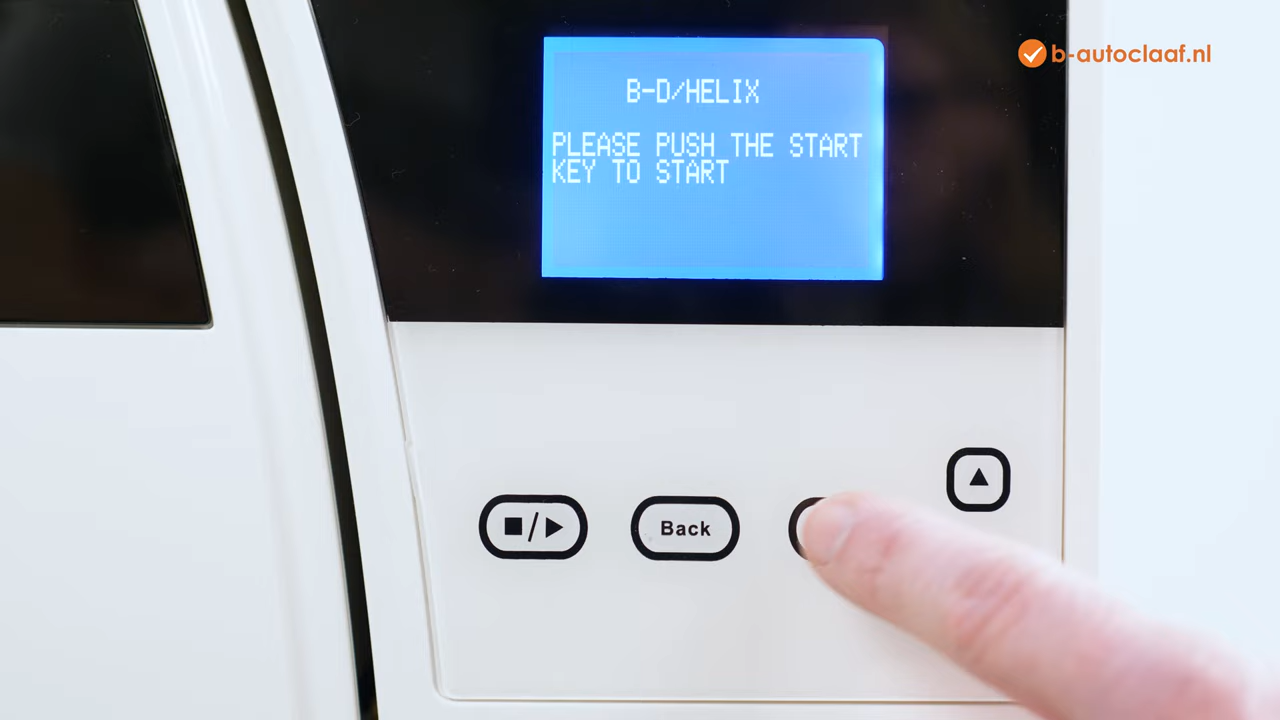 b-autoclaaf.nl
B-D/HELIX
PLEASE PUSH THE START
KEY TO START
Back